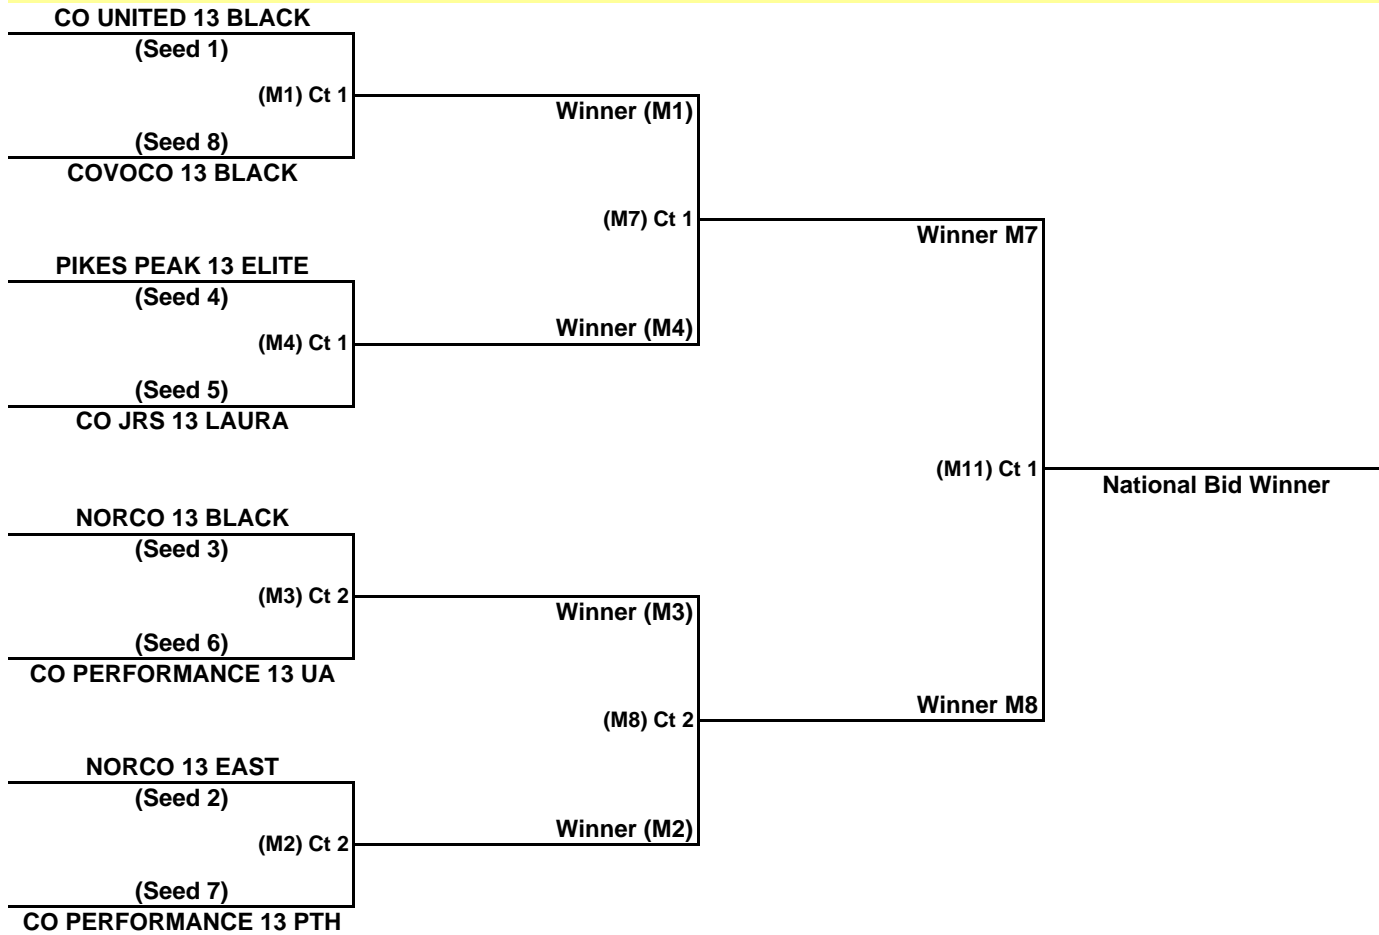 CO UNITED 13 BLACK
(Seed 1)
(M1) Ct 1
Winner (M1)
(Seed 8)
COVOCO 13 BLACK
(M7) Ct 1
Winner M7
PIKES PEAK 13 ELITE
(Seed 4)
(M4) Ct 1
Winner (M4)
(Seed 5)
CO JRS 13 LAURA
(M11) Ct 1
National Bid Winner
NORCO 13 BLACK
(Seed 3)
(M3) Ct 2
Winner (M3)
(Seed 6)
CO PERFORMANCE 13 UA
(M8) Ct 2
Winner M8
NORCO 13 EAST
(Seed 2)
(M2) Ct 2
Winner (M2)
(Seed 7)
CO PERFORMANCE 13 PTH